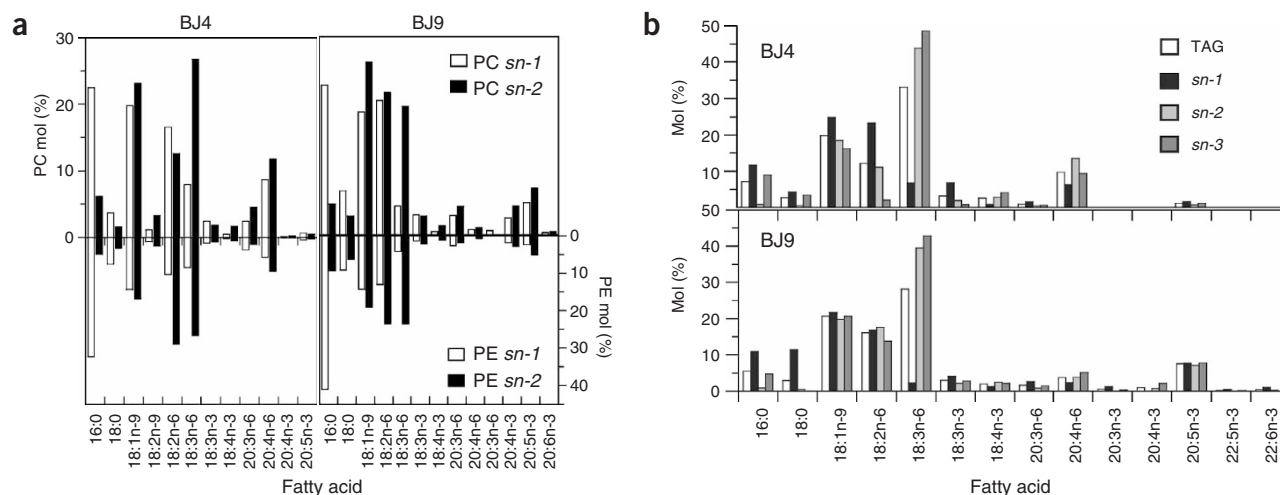 a
BJ4
BJ9
30
20
10
0
PC mol (%)
PC sn-1
PC sn-2
PE sn-1
PE sn-2
0
10
20
30
40
PE mol (%)
16:0
18:0
18:1n-9
18:2n-9
18:2n-6
18:3n-6
18:3n-3
18:4n-3
20:3n-6
20:4n-6
20:4n-3
20:5n-3
16:0
18:0
18:1n-9
18:2n-6
18:3n-6
18:3n-3
18:4n-3
20:3n-6
20:4n-6
20:3n-3
20:4n-3
20:5n-3
20:6n-3
Fatty acid
b
BJ4
50
40
30
20
10
Mol (%)
TAG
sn-1
sn-2
sn-3
BJ9
50
40
30
20
10
0
Mol (%)
16:0
18:0
18:1n-9
18:2n-6
18:3n-6
18:3n-3
18:4n-3
20:3n-6
20:4n-6
20:3n-3
20:4n-3
20:5n-3
22:5n-3
22:6n-3
Fatty acid